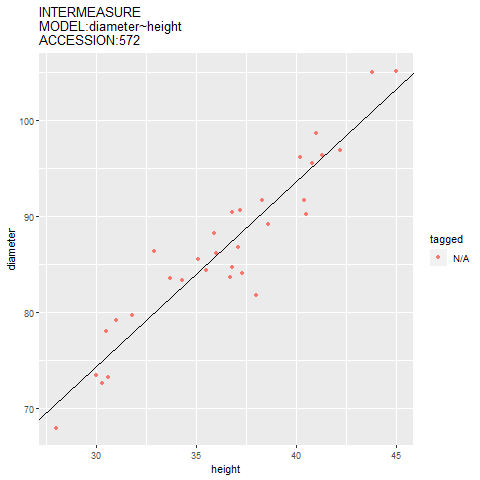 INTERMEASURE
MODEL:diameter~height
ACCESSION:572
100
90
80
70
diameter
30
35
40
45
height
tagged
N/A